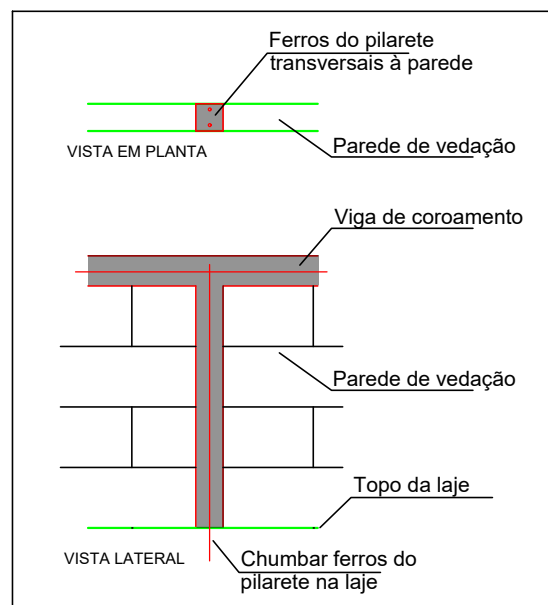 Ferros do pilarete
transversais à parede
Parede de vedação
VISTA EM PLANTA
Viga de coroamento
Parede de vedação
Topo da laje
VISTA LATERAL
Chumbar ferros do
pilarete na laje